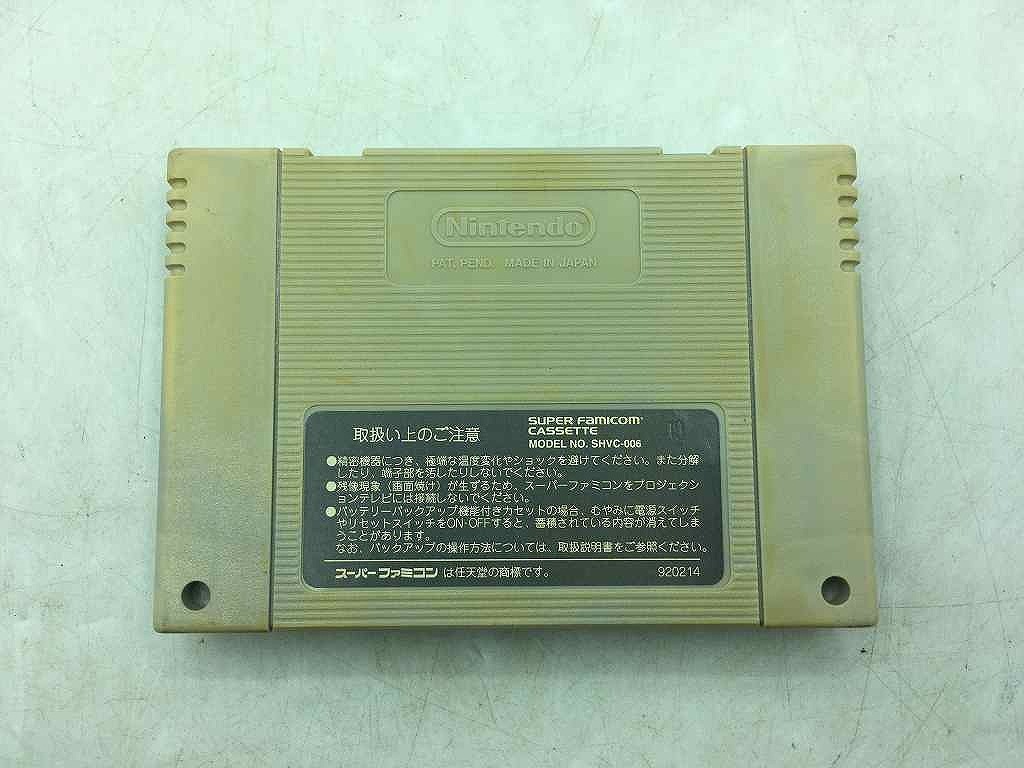 Nintendo
PAT. PEND. MADE IN JAPAN
取扱い上のご注意
SUPER FAMICOM
CASSETTE
MODEL NO. SHVC-006
●精密機器につき、極端な温度変化やショックを避けてください。また分解
したり、端子部を汚したりしないでください。
●残像現象（画面焼け）が生ずるため、スーパーファミコンをプロジェクシ
ョンテレビには接続しないでください。
●バッテリーバックアップ機能付きカセットの場合、むやみに電源スイッチ
やリセットスイッチをON-OFFすると、蓄積されている内容が消えてしま
うことがあります。
なお、バックアップの操作方法については、取扱説明書をご参照ください。
スーパーファミコン は任天堂の商標です。
920214